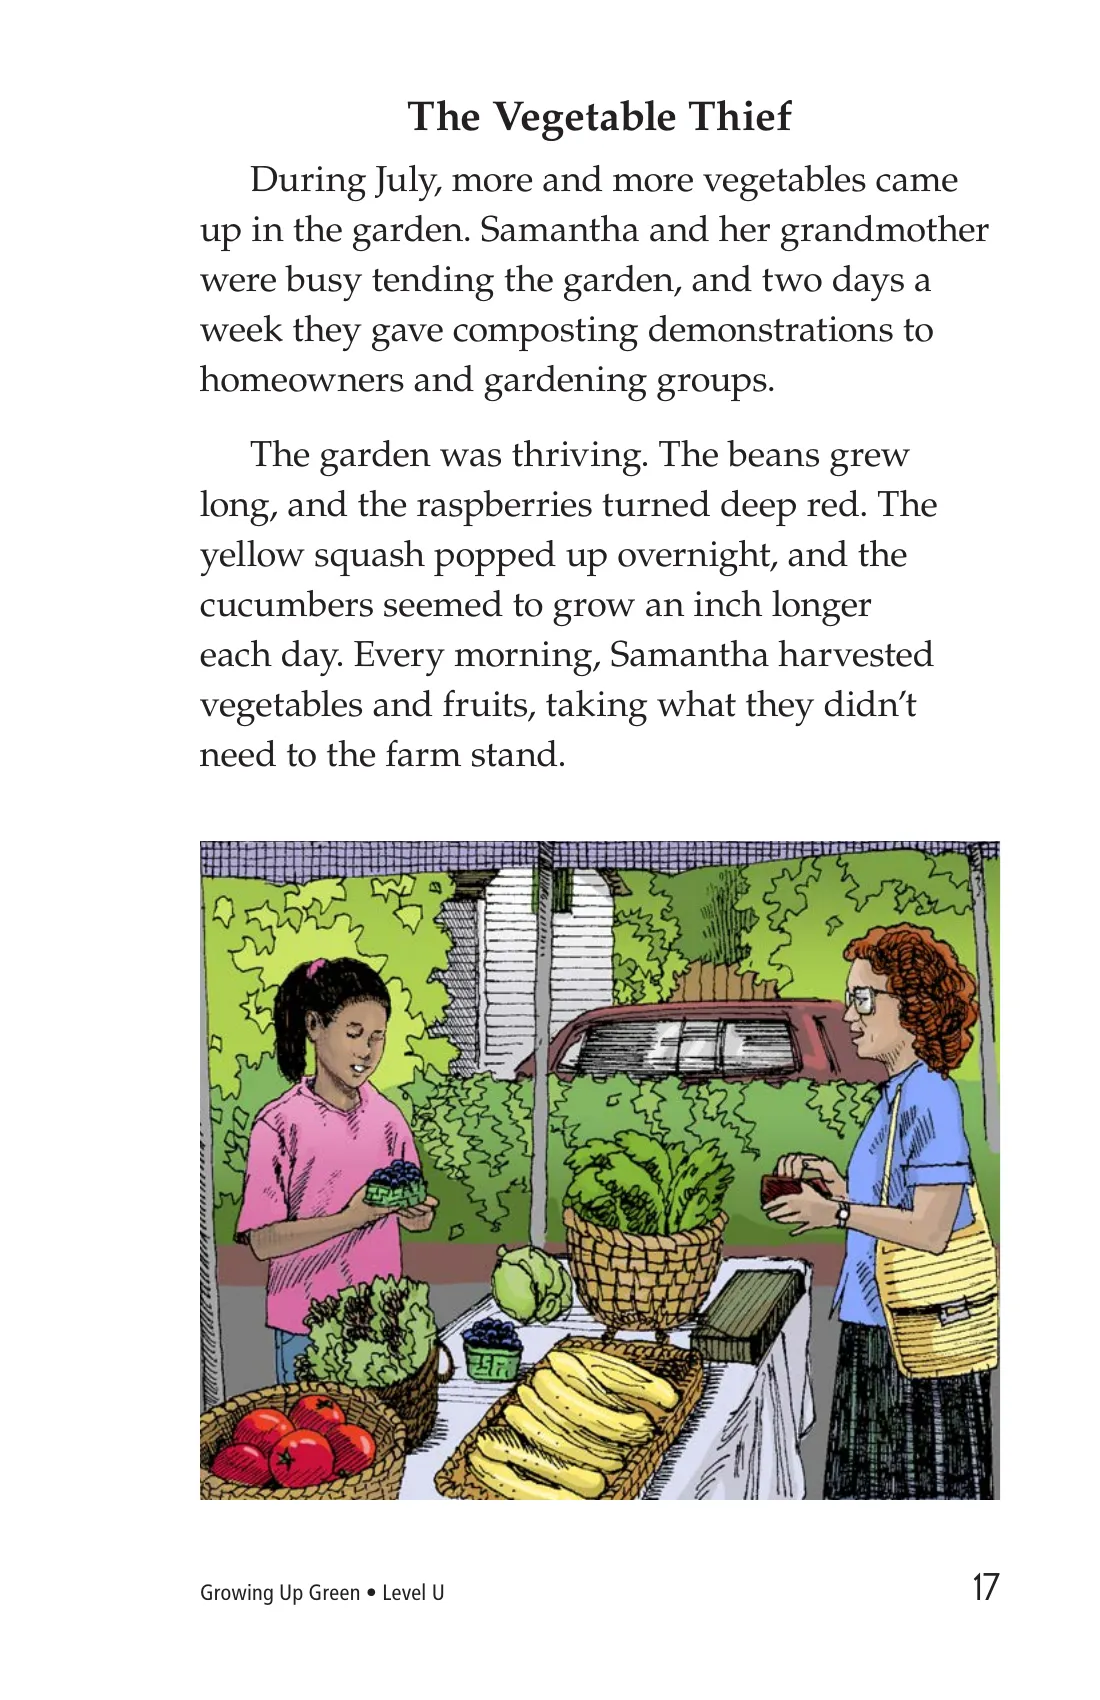 The Vegetable Thief
During July, more and more vegetables came
up in the garden. Samantha and her grandmother
were busy tending the garden, and two days a
week they gave composting demonstrations to
homeowners and gardening groups.
The garden was thriving. The beans grew
long, and the raspberries turned deep red. The
yellow squash popped up overnight, and the
cucumbers seemed to grow an inch longer
each day. Every morning, Samantha harvested
vegetables and fruits, taking what they didn’t
need to the farm stand.
Growing Up Green • Level U
17